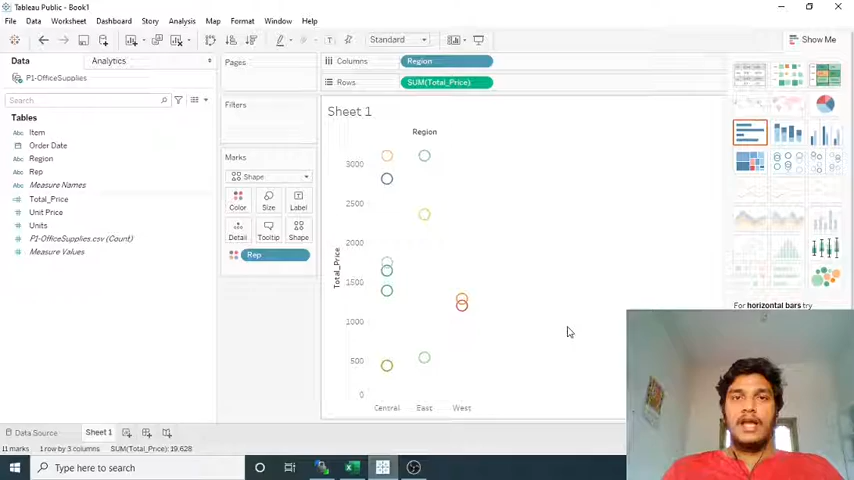 Tableau Public - Book1
File Data Worksheet Dashboard Story Analysis Map Format Window Help
Standard
Show Me
Data Analytics
P1-OfficeSupplies
Search
Tables
Abc Item
Order Date
Abc Region
Abc Rep
Abc Measure Names
Total_Price
# Unit Price
# Units
# P1-OfficeSupplies.csv (Count)
# Measure Values
Pages
Filters
Marks
Shape
Color Size Label
Detail Tooltip Shape
Rep
Columns Region
Rows SUM(Total_Price)
Sheet 1
Region
3000
2500
2000
1500
1000
500
0
Total_Price
Central East West
For horizontal bars try
Data Source Sheet 1
11 marks 1 row by 3 columns SUM(Total_Price): 19,628
Type here to search